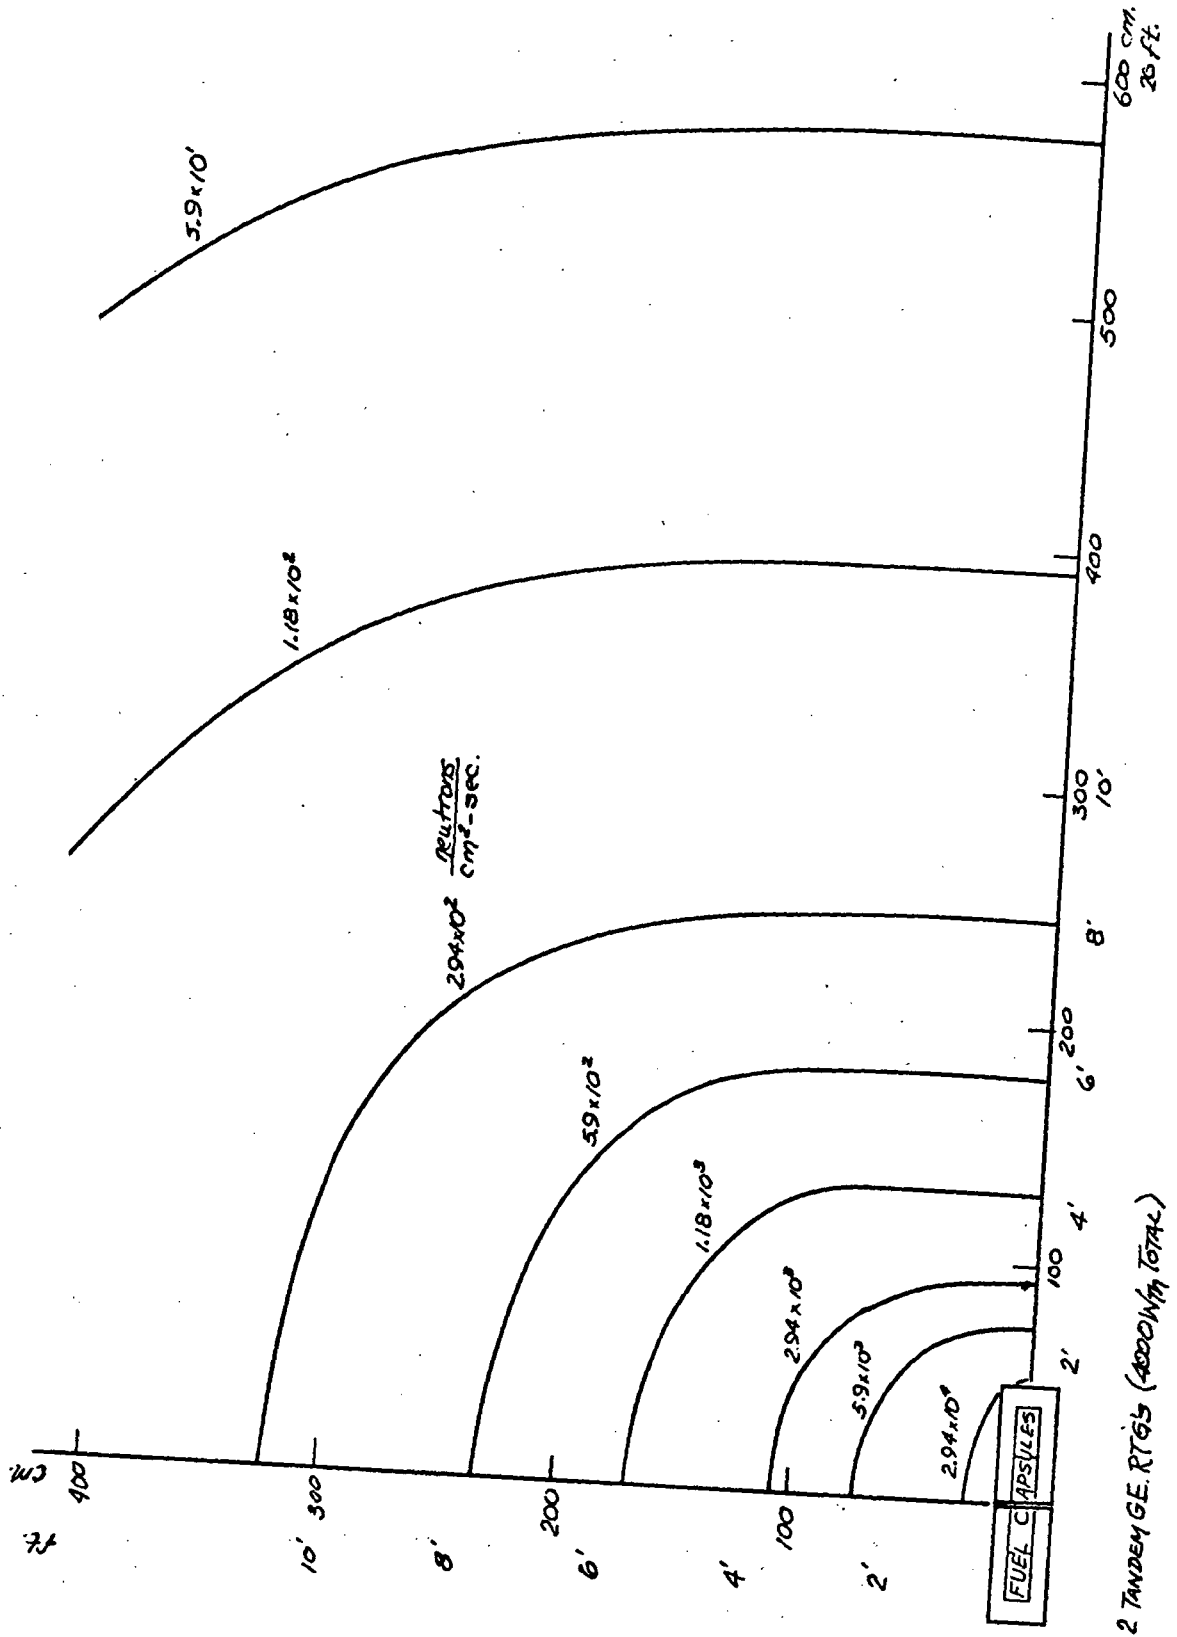 cm.
ft.
400
300
10'
200
8'
6'
100
4'
2'
5.9x10'
1.18x10²
2.94x10² neutrons
cm²-sec.
5.9x10²
1.18x10³
2.94x10³
5.9x10³
2.94x10⁴
FUEL CAPSULES
2'
100
4'
6'
200
8'
300
10'
400
500
600 cm.
20 ft.
2 TANDEM G.E. RTG's (4000Wth TOTAL)